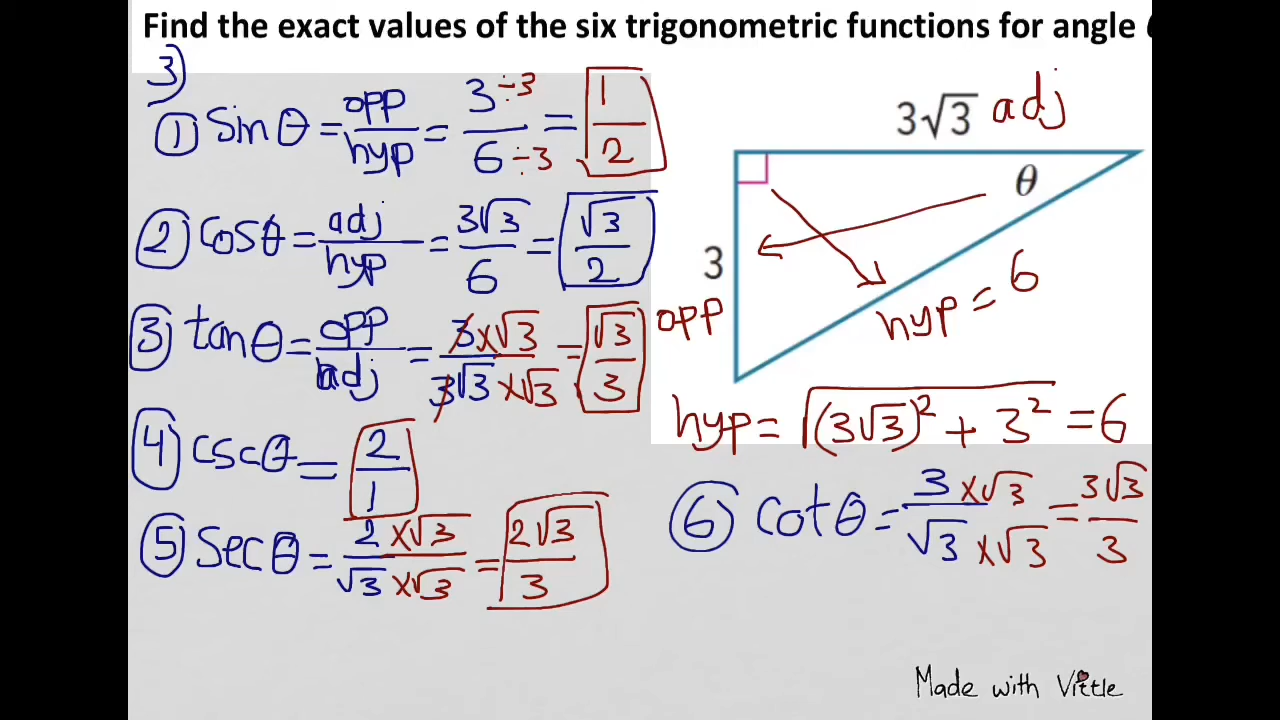 Find the exact values of the six trigonometric functions for angle
3)
① sin θ = opp/hyp = 3÷3/6÷3 = 1/2
② cos θ = adj/hyp = 3√3/6 = √3/2
③ tan θ = opp/adj = 3×√3/3√3×√3 = √3/3
④ csc θ = 2/1
⑤ sec θ = 2×√3/√3×√3 = 2√3/3
3√3 adj
θ
3
opp
hyp = 6
hyp = √(3√3)² + 3² = 6
⑥ cot θ = 3×√3/√3×√3 = 3√3/3
Made with Vittle